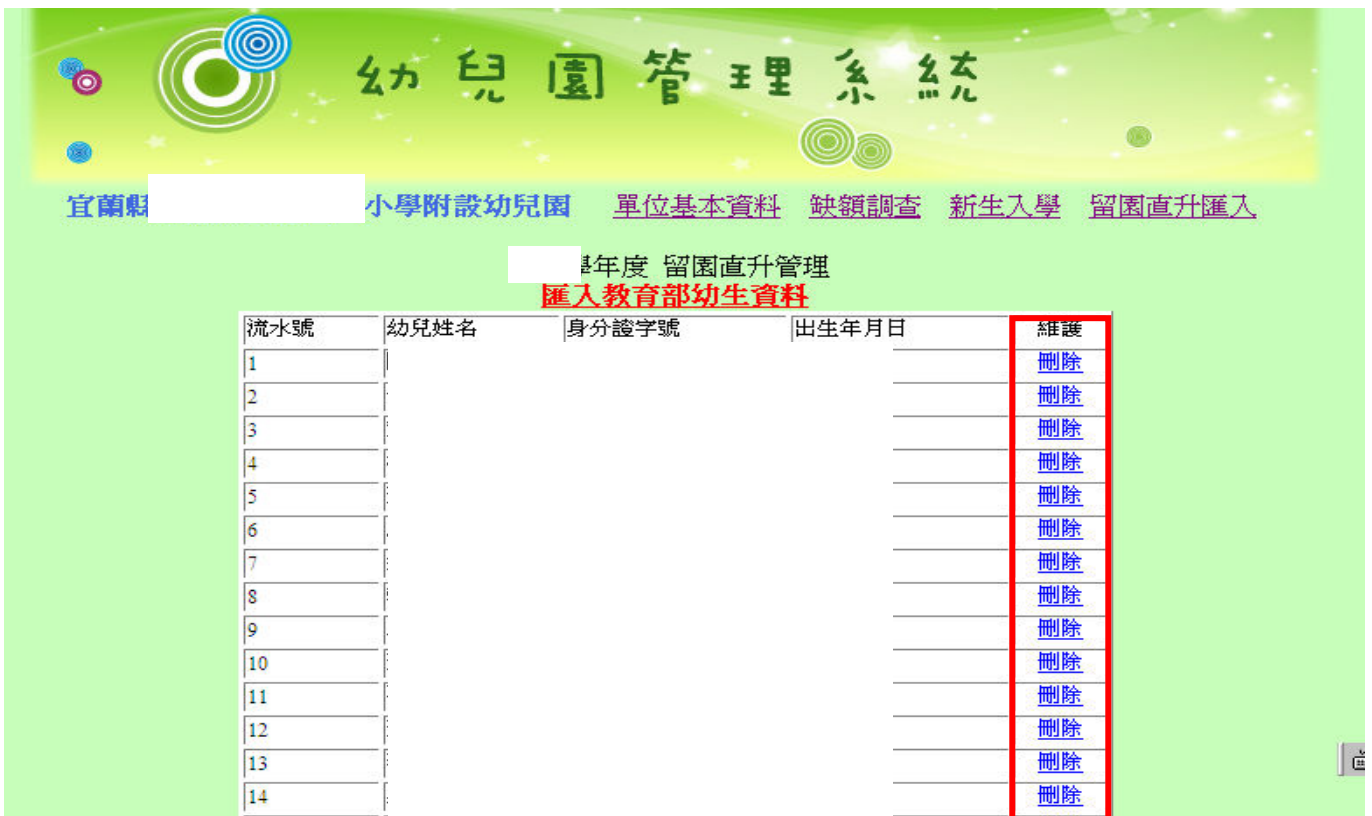 幼兒園管理系統
宜蘭縣 小學附設幼兒園 單位基本資料 缺額調查 新生入學 留園直升匯入
學年度 留園直升管理
匯入教育部幼生資料
流水號 幼兒姓名 身分證字號 出生年月日 維護
1 刪除
2 刪除
3 刪除
4 刪除
5 刪除
6 刪除
7 刪除
8 刪除
9 刪除
10 刪除
11 刪除
12 刪除
13 刪除
14 刪除